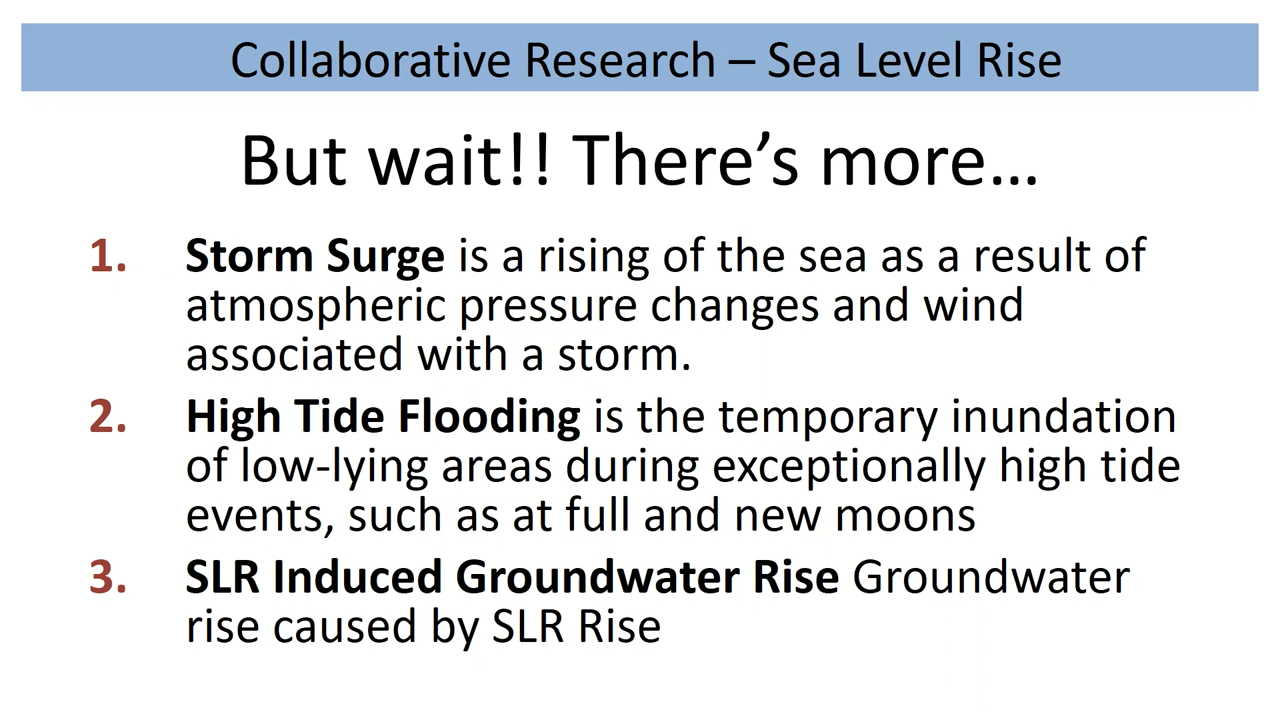 Collaborative Research – Sea Level Rise
But wait!! There’s more…
1. Storm Surge is a rising of the sea as a result of
atmospheric pressure changes and wind
associated with a storm.
2. High Tide Flooding is the temporary inundation
of low-lying areas during exceptionally high tide
events, such as at full and new moons
3. SLR Induced Groundwater Rise Groundwater
rise caused by SLR Rise